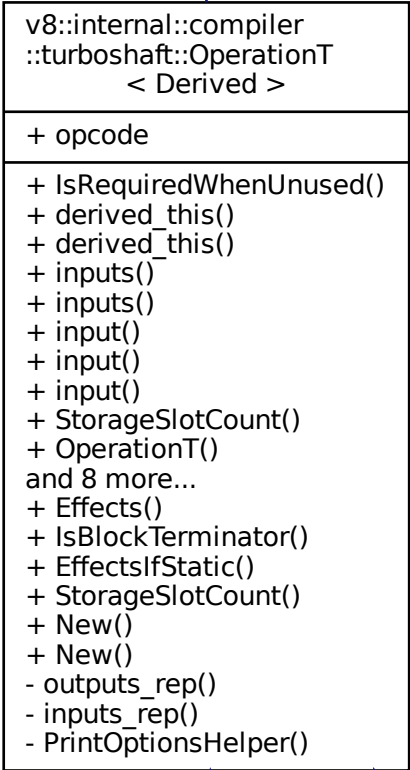 v8::internal::compiler
::turboshaft::OperationT
< Derived >
+ opcode
+ IsRequiredWhenUnused()
+ derived_this()
+ derived_this()
+ inputs()
+ inputs()
+ input()
+ input()
+ input()
+ StorageSlotCount()
+ OperationT()
and 8 more...
+ Effects()
+ IsBlockTerminator()
+ EffectsIfStatic()
+ StorageSlotCount()
+ New()
+ New()
- outputs_rep()
- inputs_rep()
- PrintOptionsHelper()